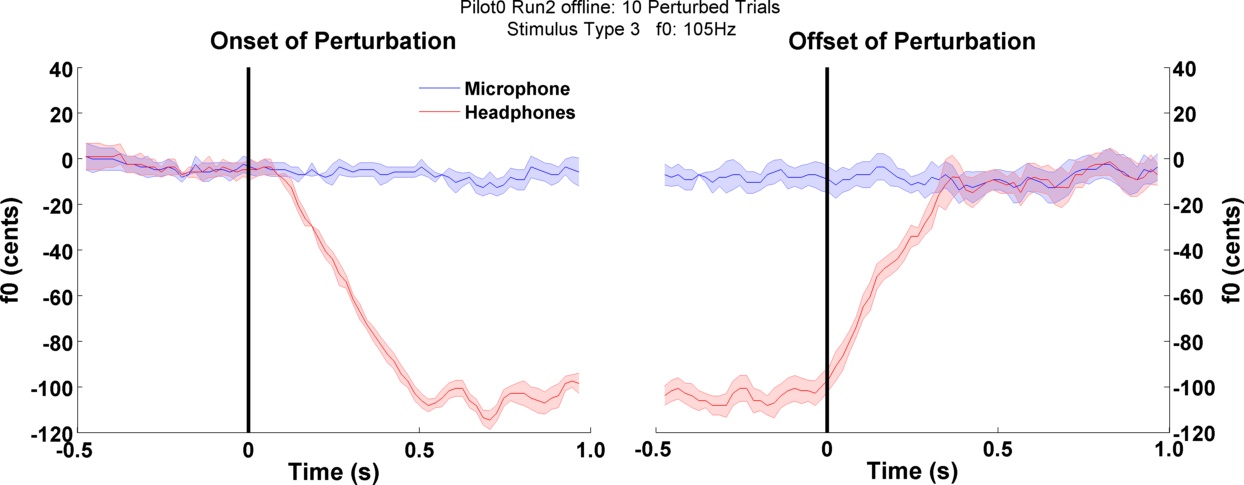 Pilot0 Run2 offline: 10 Perturbed Trials
Stimulus Type 3 f0: 105Hz
Onset of Perturbation
Offset of Perturbation
Microphone
Headphones
40
20
0
-20
-40
-60
-80
-100
-120
f0 (cents)
-0.5
0
0.5
1.0
Time (s)
40
20
0
-20
-40
-60
-80
-100
-120
f0 (cents)
-0.5
0
0.5
1.0
Time (s)